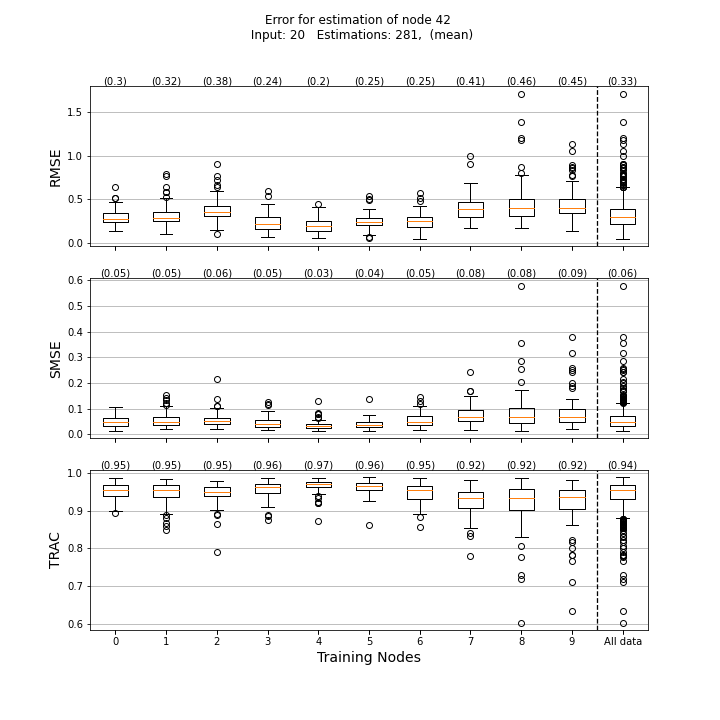 Error for estimation of node 42
Input: 20   Estimations: 281,  (mean)
(0.3) (0.32) (0.38) (0.24) (0.2) (0.25) (0.25) (0.41) (0.46) (0.45) (0.33)
1.5
1.0
0.5
0.0
RMSE
(0.05) (0.05) (0.06) (0.05) (0.03) (0.04) (0.05) (0.08) (0.08) (0.09) (0.06)
0.6
0.5
0.4
0.3
0.2
0.1
0.0
SMSE
(0.95) (0.95) (0.95) (0.96) (0.97) (0.96) (0.95) (0.92) (0.92) (0.92) (0.94)
1.0
0.9
0.8
0.7
0.6
TRAC
0 1 2 3 4 5 6 7 8 9 All data
Training Nodes